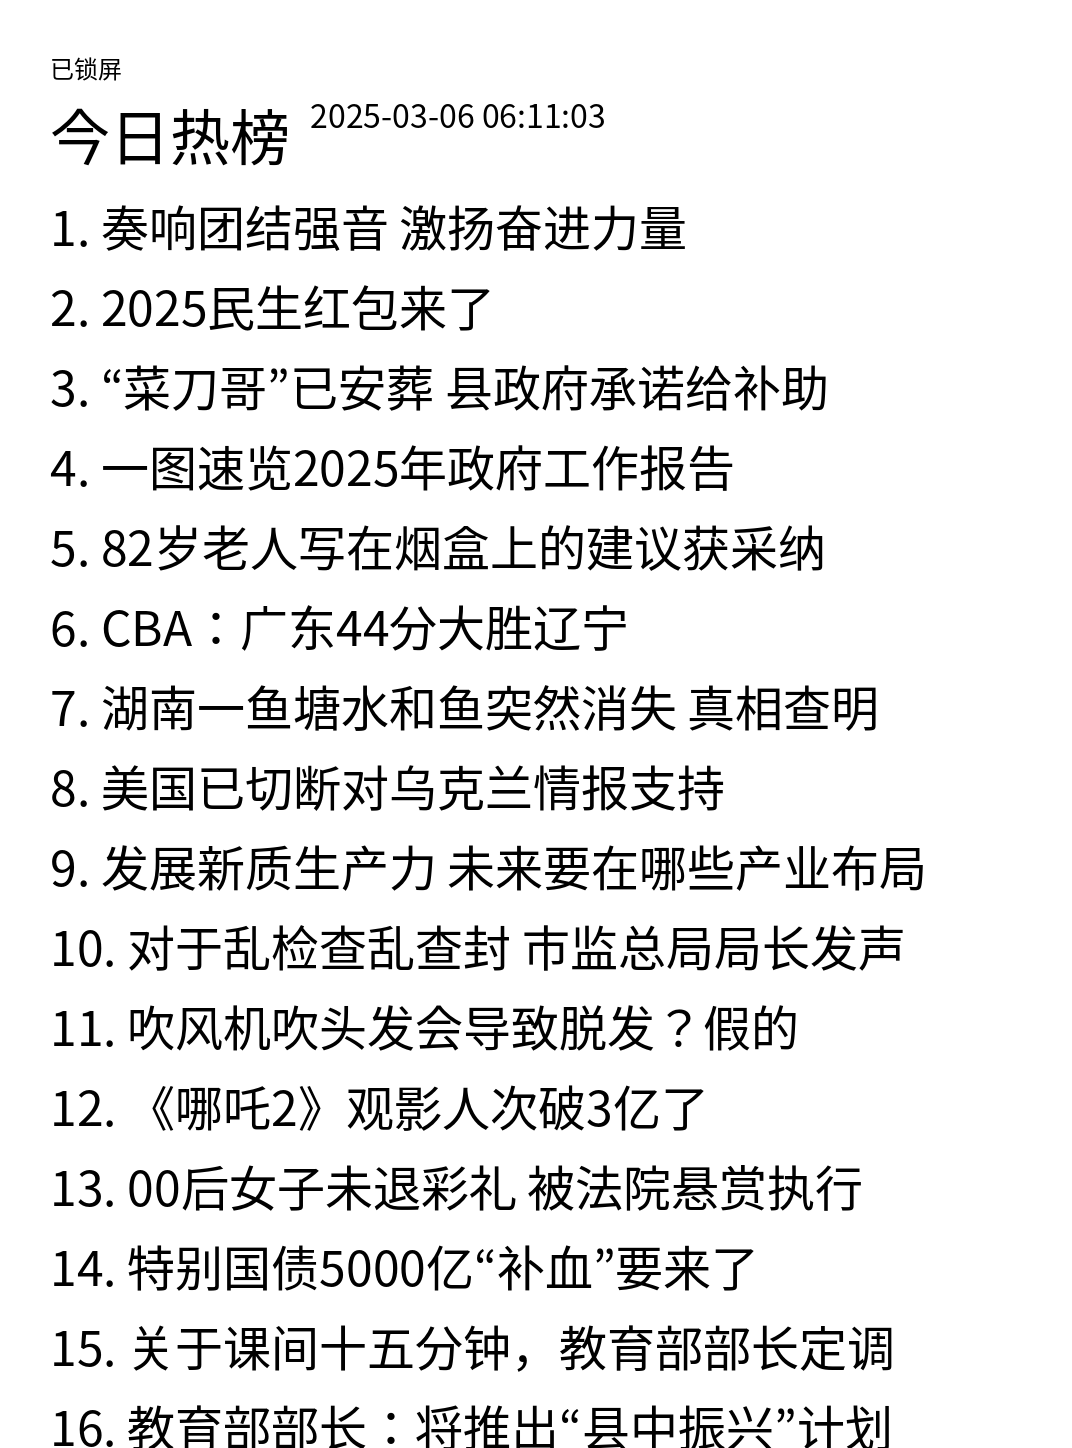 已锁屏
今日热榜 2025-03-06 06:11:03
1. 奏响团结强音 激扬奋进力量
2. 2025民生红包来了
3. “菜刀哥”已安葬 县政府承诺给补助
4. 一图速览2025年政府工作报告
5. 82岁老人写在烟盒上的建议获采纳
6. CBA：广东44分大胜辽宁
7. 湖南一鱼塘水和鱼突然消失 真相查明
8. 美国已切断对乌克兰情报支持
9. 发展新质生产力 未来要在哪些产业布局
10. 对于乱检查乱查封 市监总局局长发声
11. 吹风机吹头发会导致脱发？假的
12. 《哪吒2》观影人次破3亿了
13. 00后女子未退彩礼 被法院悬赏执行
14. 特别国债5000亿“补血”要来了
15. 关于课间十五分钟，教育部部长定调
16. 教育部部长：将推出“县中振兴”计划